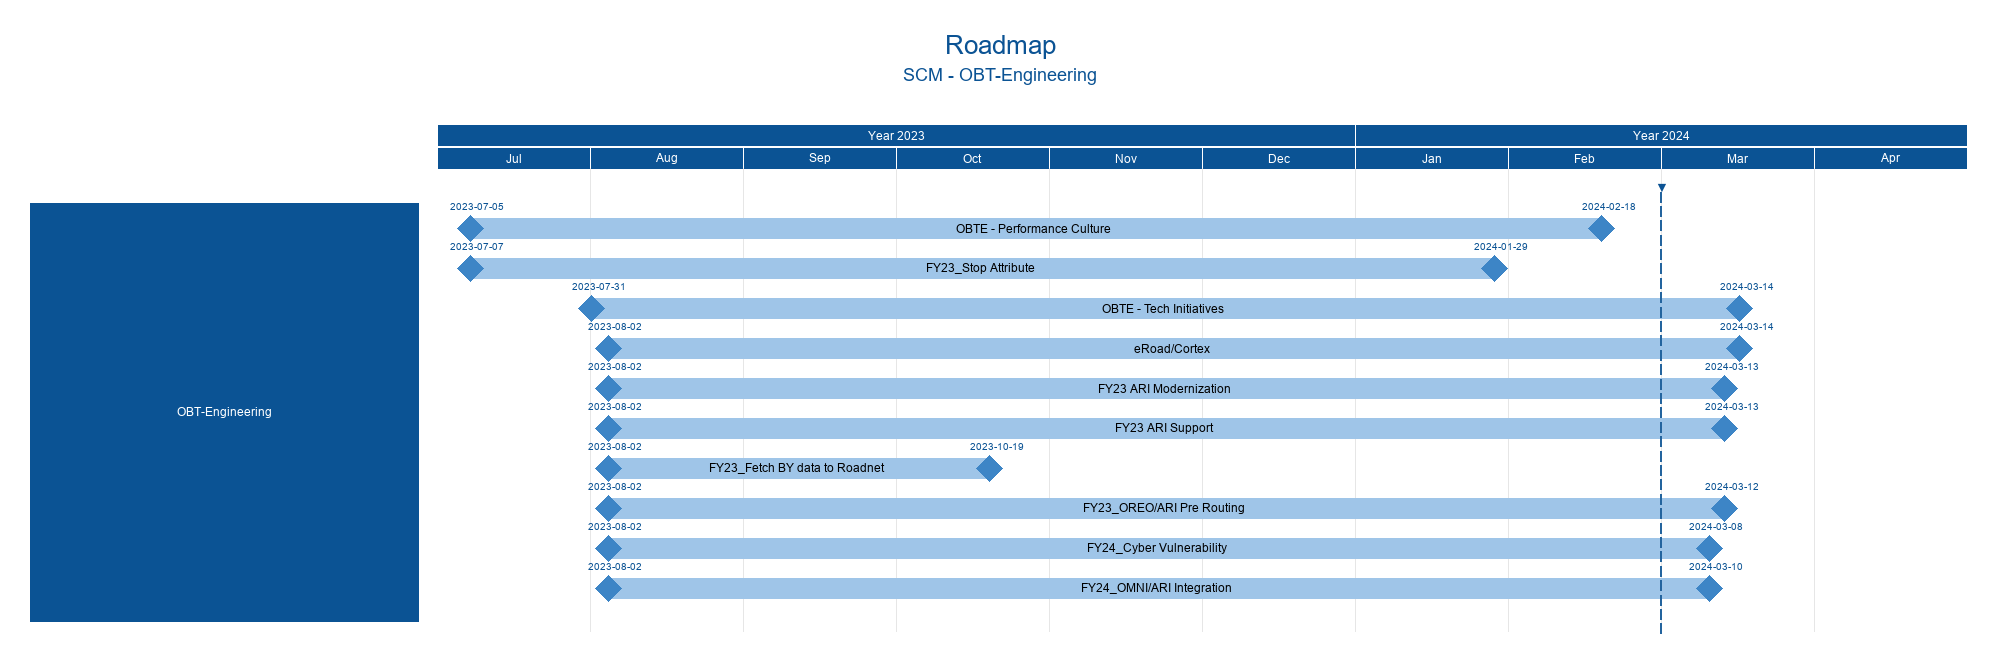 Roadmap
SCM - OBT-Engineering
Year 2023 Year 2024
Jul Aug Sep Oct Nov Dec Jan Feb Mar Apr
OBT-Engineering
2023-07-05 2024-02-18
OBTE - Performance Culture
2023-07-07 2024-01-29
FY23_Stop Attribute
2023-07-31 2024-03-14
OBTE - Tech Initiatives
2023-08-02 2024-03-14
eRoad/Cortex
2023-08-02 2024-03-13
FY23 ARI Modernization
2023-08-02 2024-03-13
FY23 ARI Support
2023-08-02 2023-10-19
FY23_Fetch BY data to Roadnet
2023-08-02 2024-03-12
FY23_OREO/ARI Pre Routing
2023-08-02 2024-03-08
FY24_Cyber Vulnerability
2023-08-02 2024-03-10
FY24_OMNI/ARI Integration